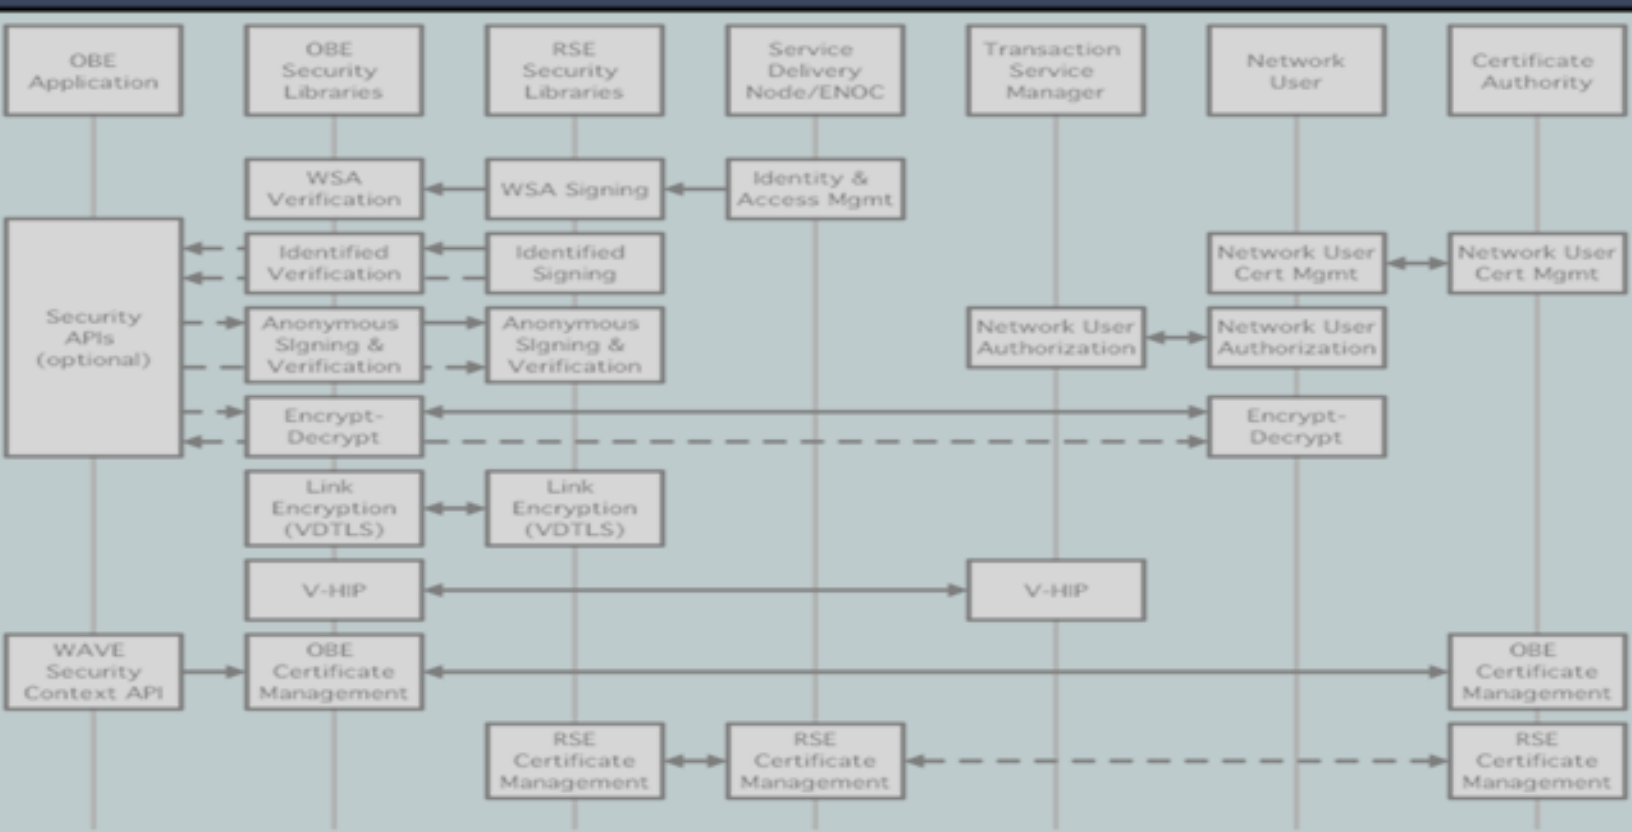 OBE
Application
OBE
Security
Libraries
RSE
Security
Libraries
Service
Delivery
Node/ENOC
Transaction
Service
Manager
Network
User
Certificate
Authority
WSA
Verification
WSA Signing
Identity &
Access Mgmt
Security
APIs
(optional)
Identified
Verification
Identified
Signing
Network User
Cert Mgmt
Network User
Cert Mgmt
Anonymous
SIgning &
Verification
Anonymous
SIgning &
Verification
Network User
Authorization
Network User
Authorization
Encrypt-
Decrypt
Encrypt-
Decrypt
Link
Encryption
(VDTLS)
Link
Encryption
(VDTLS)
V-HIP
V-HIP
WAVE
Security
Context API
OBE
Certificate
Management
OBE
Certificate
Management
RSE
Certificate
Management
RSE
Certificate
Management
RSE
Certificate
Management